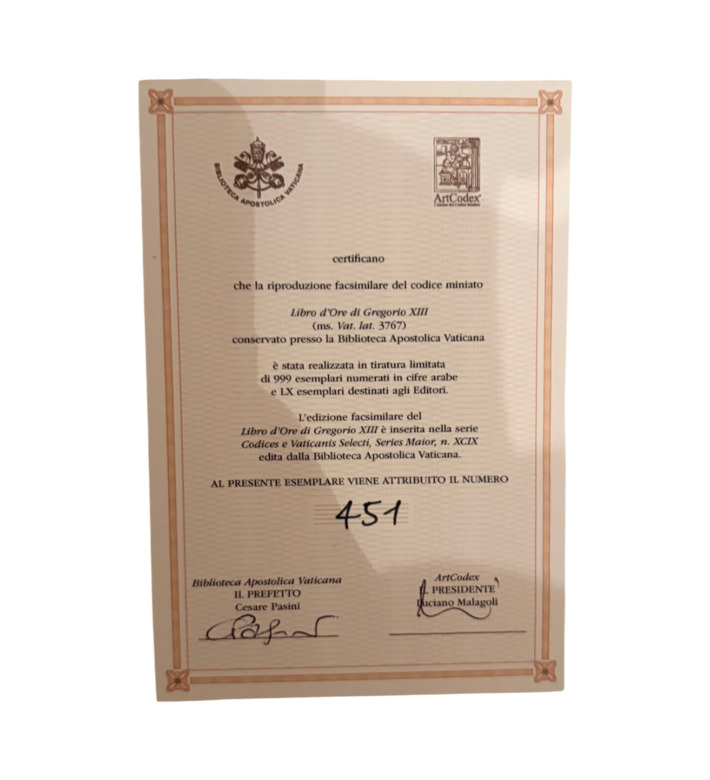 BIBLIOTECA APOSTOLICA VATICANA
ArtCodex
certificano
che la riproduzione facsimilare del codice miniato
Libro d'Ore di Gregorio XIII
(ms. Vat. lat. 3767)
conservato presso la Biblioteca Apostolica Vaticana
è stata realizzata in tiratura limitata
di 999 esemplari numerati in cifre arabe
e LX esemplari destinati agli Editori.
L'edizione facsimilare del
Libro d'Ore di Gregorio XIII è inserita nella serie
Codices e Vaticanis Selecti, Series Maior, n. XCIX
edita dalla Biblioteca Apostolica Vaticana.
AL PRESENTE ESEMPLARE VIENE ATTRIBUITO IL NUMERO
451
Biblioteca Apostolica Vaticana
IL PREFETTO
Cesare Pasini
ArtCodex
IL PRESIDENTE
Luciano Malagoli